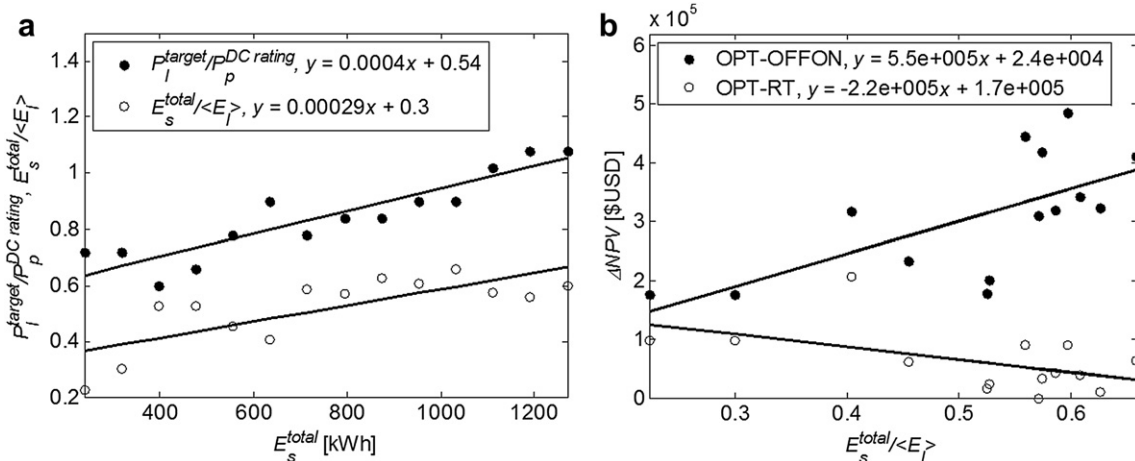 a
P_l^target/P_p^DC rating, E_s^total/<E_l>
1.4
1.2
1
0.8
0.6
0.4
0.2
P_l^target/P_p^DC rating, y = 0.0004x + 0.54
E_s^total/<E_l>, y = 0.00029x + 0.3
400 600 800 1000 1200
E_s^total [kWh]
b
x 10^5
ΔNPV [$USD]
6
5
4
3
2
1
0
OPT-OFFON, y = 5.5e+005x + 2.4e+004
OPT-RT, y = -2.2e+005x + 1.7e+005
0.3 0.4 0.5 0.6
E_s^total/<E_l>